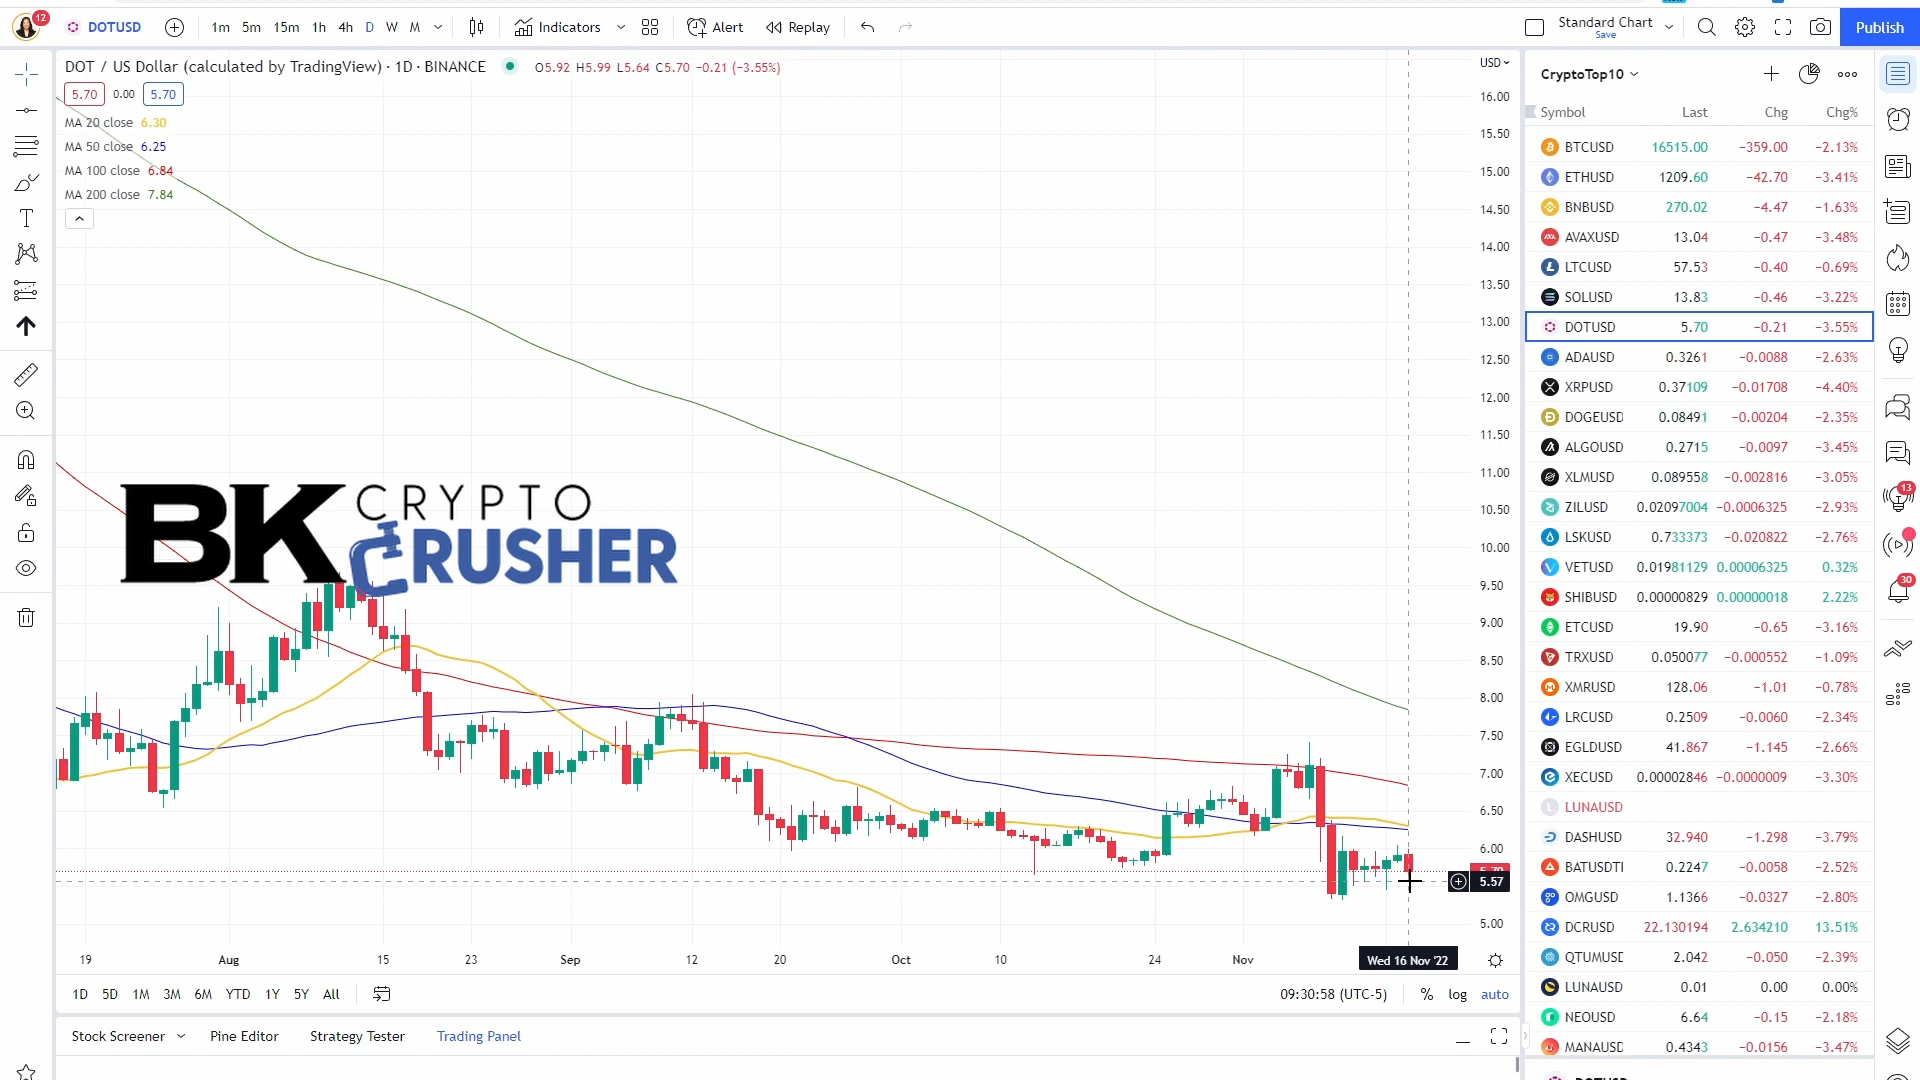 12 DOTUSD 1m 5m 15m 1h 4h D W M Indicators Alert Replay Standard Chart Save Publish
DOT / US Dollar (calculated by TradingView) · 1D · BINANCE O5.92 H5.99 L5.64 C5.70 −0.21 (−3.55%)
5.70 0.00 5.70
MA 20 close 6.30
MA 50 close 6.25
MA 100 close 6.84
MA 200 close 7.84
USD
16.00
15.50
15.00
14.50
14.00
13.50
13.00
12.50
12.00
11.50
11.00
10.50
10.00
9.50
9.00
8.50
8.00
7.50
7.00
6.50
6.00
5.57
5.00
BK CRYPTO
CRUSHER
19 Aug 15 23 Sep 12 20 Oct 10 24 Nov Wed 16 Nov '22
1D 5D 1M 3M 6M YTD 1Y 5Y All 09:30:58 (UTC-5) % log auto
Stock Screener Pine Editor Strategy Tester Trading Panel
CryptoTop10
Symbol Last Chg Chg%
BTCUSD 16515.00 −359.00 −2.13%
ETHUSD 1209.60 −42.70 −3.41%
BNBUSD 270.02 −4.47 −1.63%
AVAXUSD 13.04 −0.47 −3.48%
LTCUSD 57.53 −0.40 −0.69%
SOLUSD 13.83 −0.46 −3.22%
DOTUSD 5.70 −0.21 −3.55%
ADAUSD 0.3261 −0.0088 −2.63%
XRPUSD 0.37109 −0.01708 −4.40%
DOGEUSD 0.08491 −0.00204 −2.35%
ALGOUSD 0.2715 −0.0097 −3.45%
XLMUSD 0.089558 −0.002816 −3.05%
ZILUSD 0.02097004 −0.0006325 −2.93%
LSKUSD 0.733373 −0.020822 −2.76%
VETUSD 0.01981129 0.00006325 0.32%
SHIBUSD 0.00000829 0.00000018 2.22%
ETCUSD 19.90 −0.65 −3.16%
TRXUSD 0.050077 −0.000552 −1.09%
XMRUSD 128.06 −1.01 −0.78%
LRCUSD 0.2509 −0.0060 −2.34%
EGLDUSD 41.867 −1.145 −2.66%
XECUSD 0.00002846 −0.0000009 −3.30%
LUNAUSD
DASHUSD 32.940 −1.298 −3.79%
BATUSDTI 0.2247 −0.0058 −2.52%
OMGUSD 1.1366 −0.0327 −2.80%
DCRUSD 22.130194 2.634210 13.51%
QTUMUSD 2.042 −0.050 −2.39%
LUNAUSD 0.01 0.00 0.00%
NEOUSD 6.64 −0.15 −2.18%
MANAUSD 0.4343 −0.0156 −3.47%
13
30